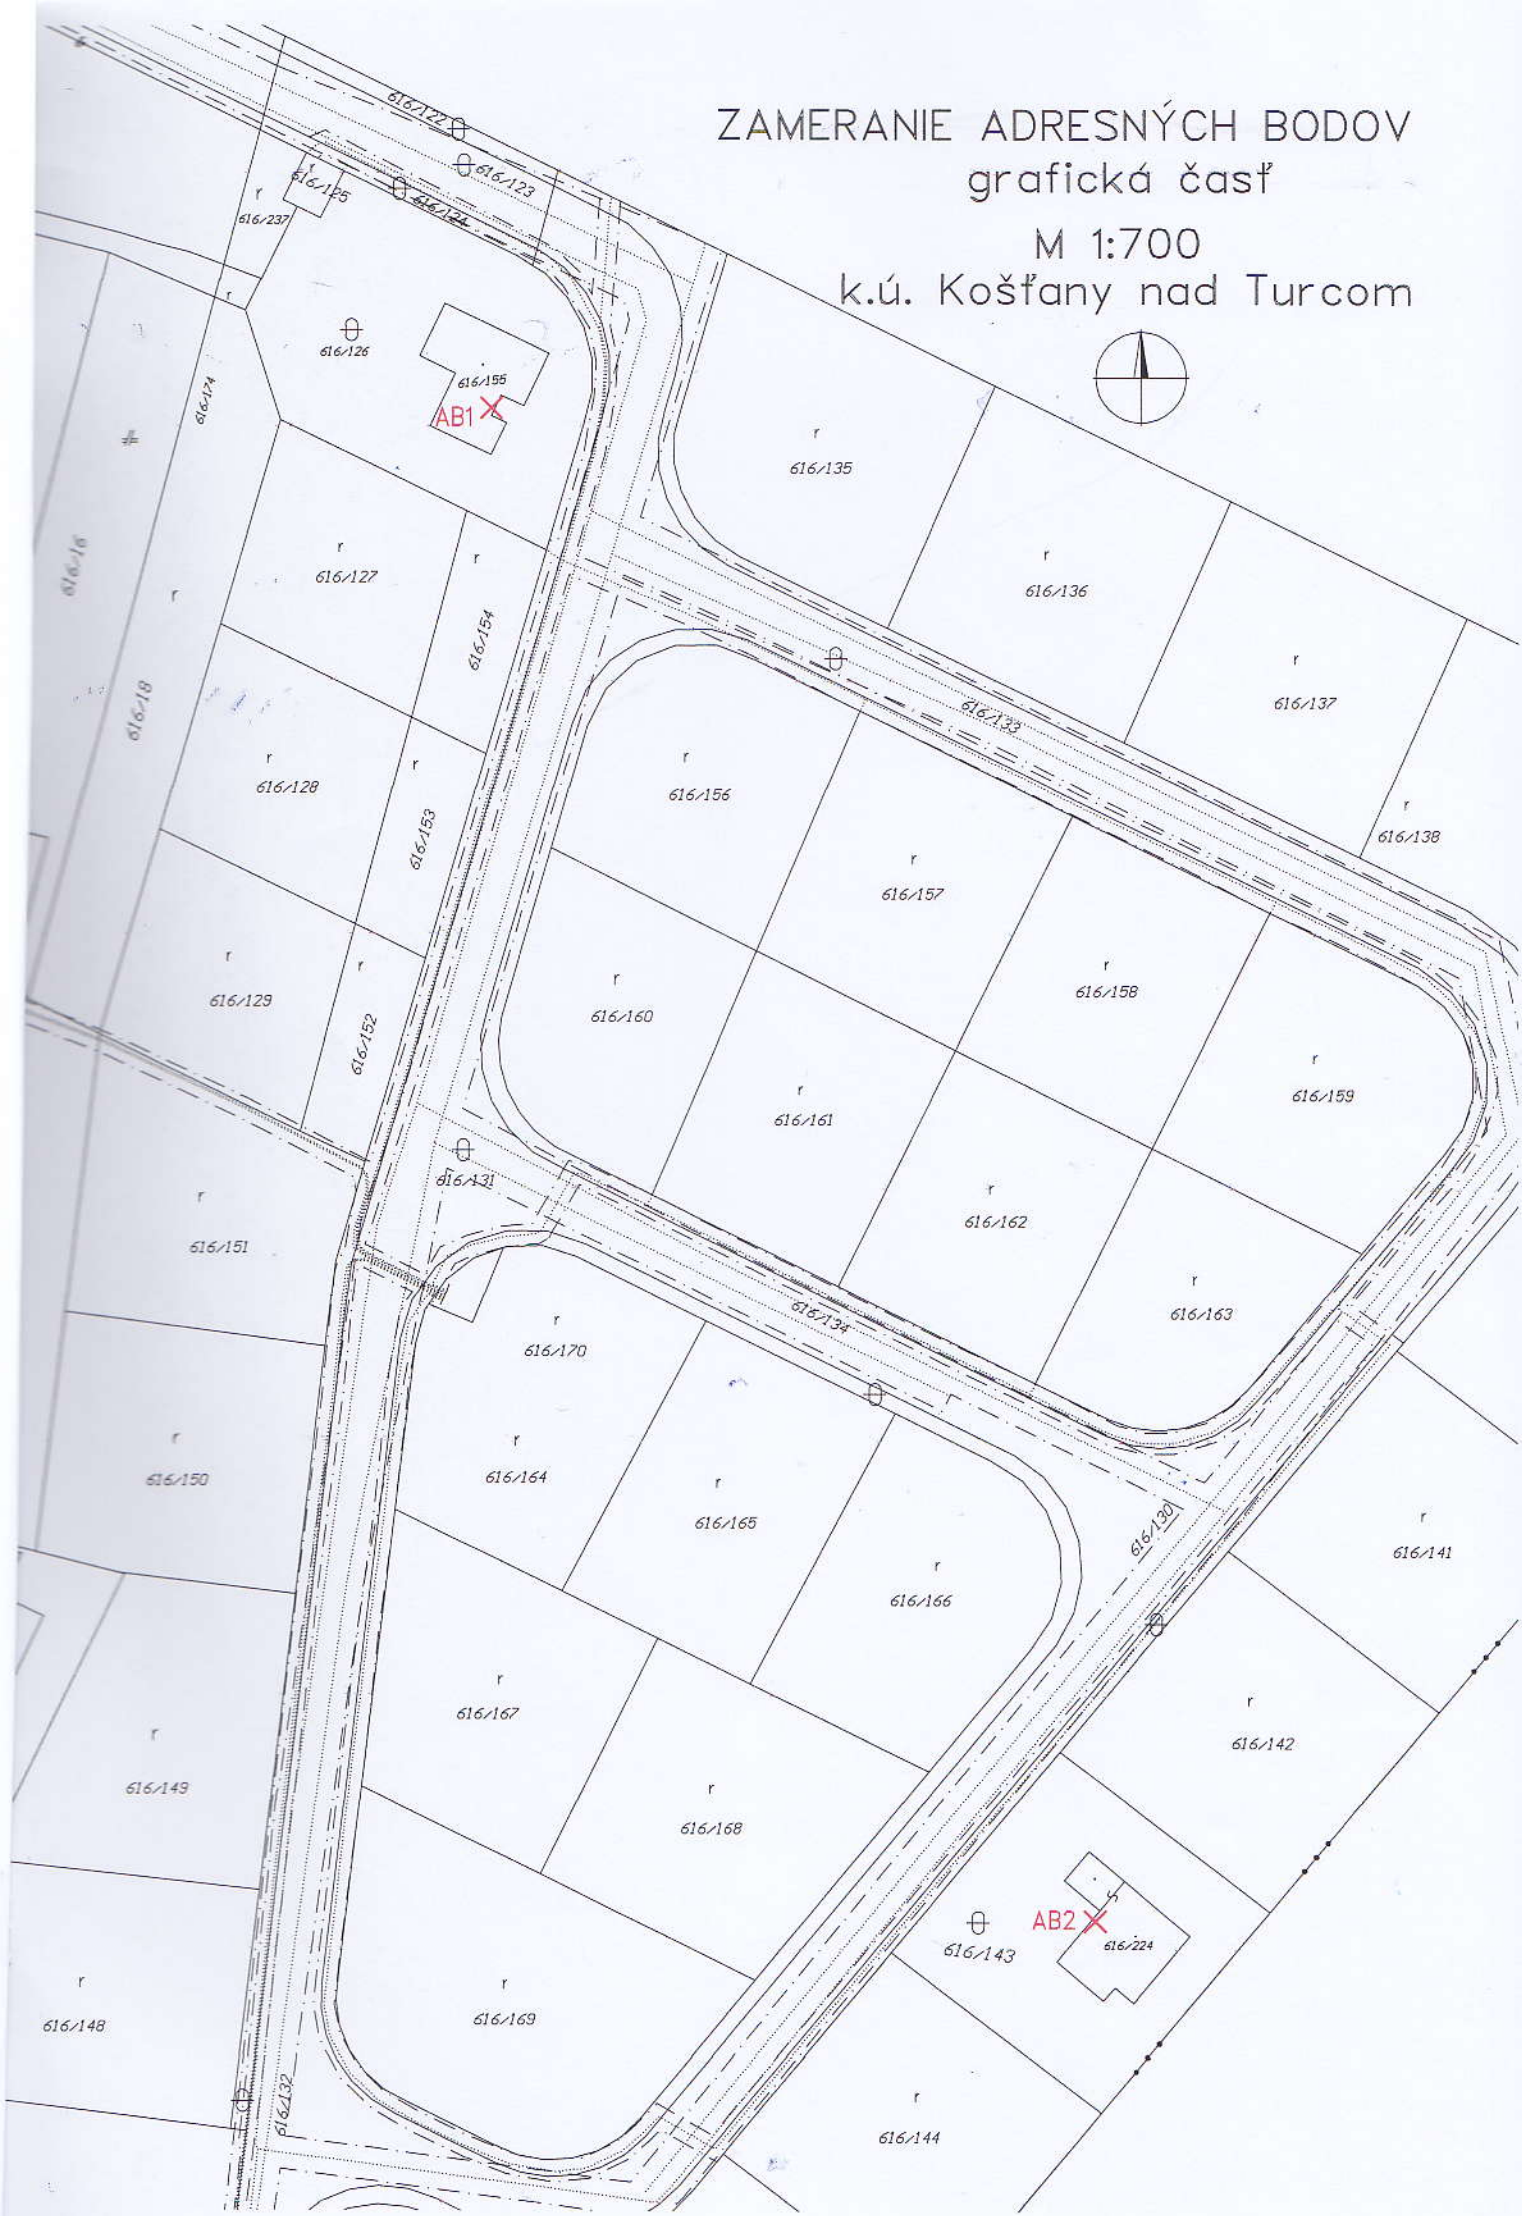 ZAMERANIE ADRESNÝCH BODOV
grafická časť
M 1:700
k.ú. Košťany nad Turcom
616/122
616/123
616/125
616/124
r
616/237
r
616/126
616/155
AB1
616/174
r
616/135
r
616/136
r
616/127
r
616/154
616/16
r
616/18
r
616/137
616/133
r
616/138
r
616/128
r
616/153
r
616/156
r
616/157
r
616/129
r
616/152
r
616/160
r
616/158
r
616/159
r
616/161
616/131
r
616/162
r
616/151
r
616/163
616/134
r
616/170
r
616/150
r
616/164
r
616/165
616/130
r
616/141
r
616/166
r
616/167
r
616/142
r
616/149
r
616/168
AB2
616/143
616/224
r
616/148
r
616/169
616/132
r
616/144